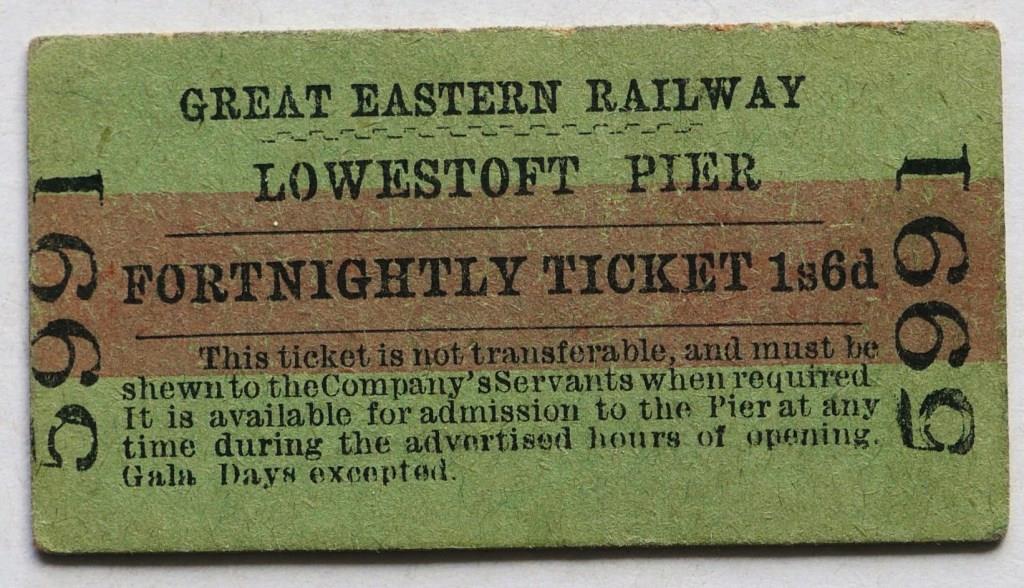 GREAT EASTERN RAILWAY
LOWESTOFT PIER
FORTNIGHTLY TICKET 1s6d
This ticket is not transferable, and must be
shewn to the Company's Servants when required
It is available for admission to the Pier at any
time during the advertised hours of opening.
Gala Days excepted.
5991
5991